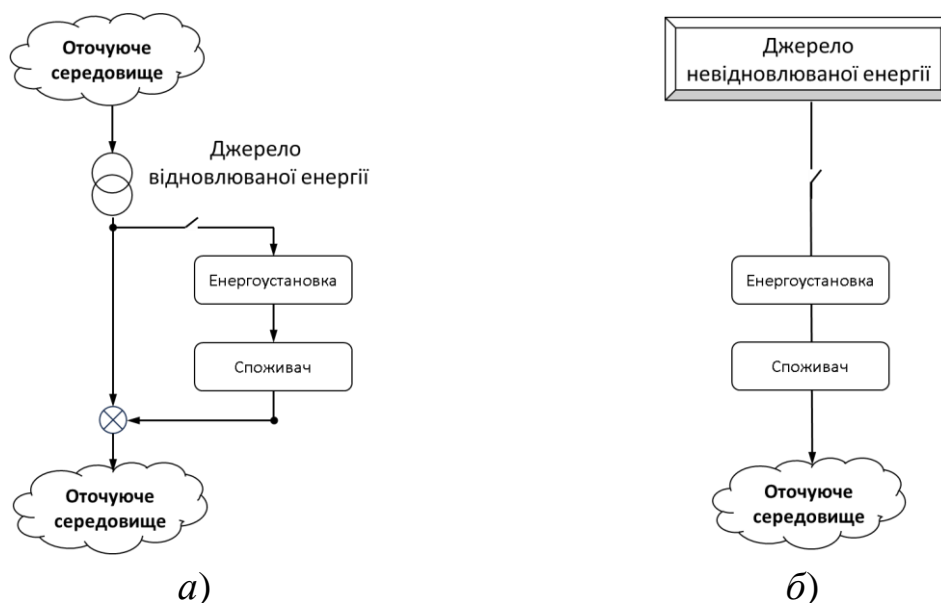 Оточуюче
середовище
Джерело
відновлюваної енергії
Енергоустановка
Споживач
Оточуюче
середовище
а)
Джерело
невідновлюваної енергії
Енергоустановка
Споживач
Оточуюче
середовище
б)